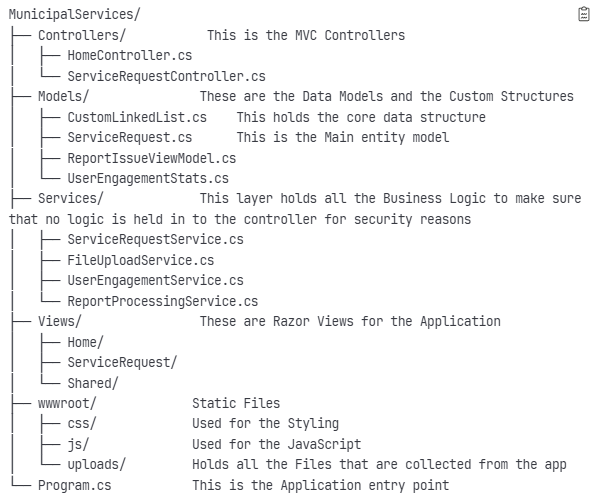 MunicipalServices/
├── Controllers/           This is the MVC Controllers
│   ├── HomeController.cs
│   └── ServiceRequestController.cs
├── Models/               These are the Data Models and the Custom Structures
│   ├── CustomLinkedList.cs    This holds the core data structure
│   ├── ServiceRequest.cs      This is the Main entity model
│   ├── ReportIssueViewModel.cs
│   └── UserEngagementStats.cs
├── Services/             This layer holds all the Business Logic to make sure
that no logic is held in to the controller for security reasons
│   ├── ServiceRequestService.cs
│   ├── FileUploadService.cs
│   ├── UserEngagementService.cs
│   └── ReportProcessingService.cs
├── Views/                These are Razor Views for the Application
│   ├── Home/
│   ├── ServiceRequest/
│   └── Shared/
├── wwwroot/             Static Files
│   ├── css/             Used for the Styling
│   ├── js/              Used for the JavaScript
│   └── uploads/         Holds all the Files that are collected from the app
└── Program.cs           This is the Application entry point